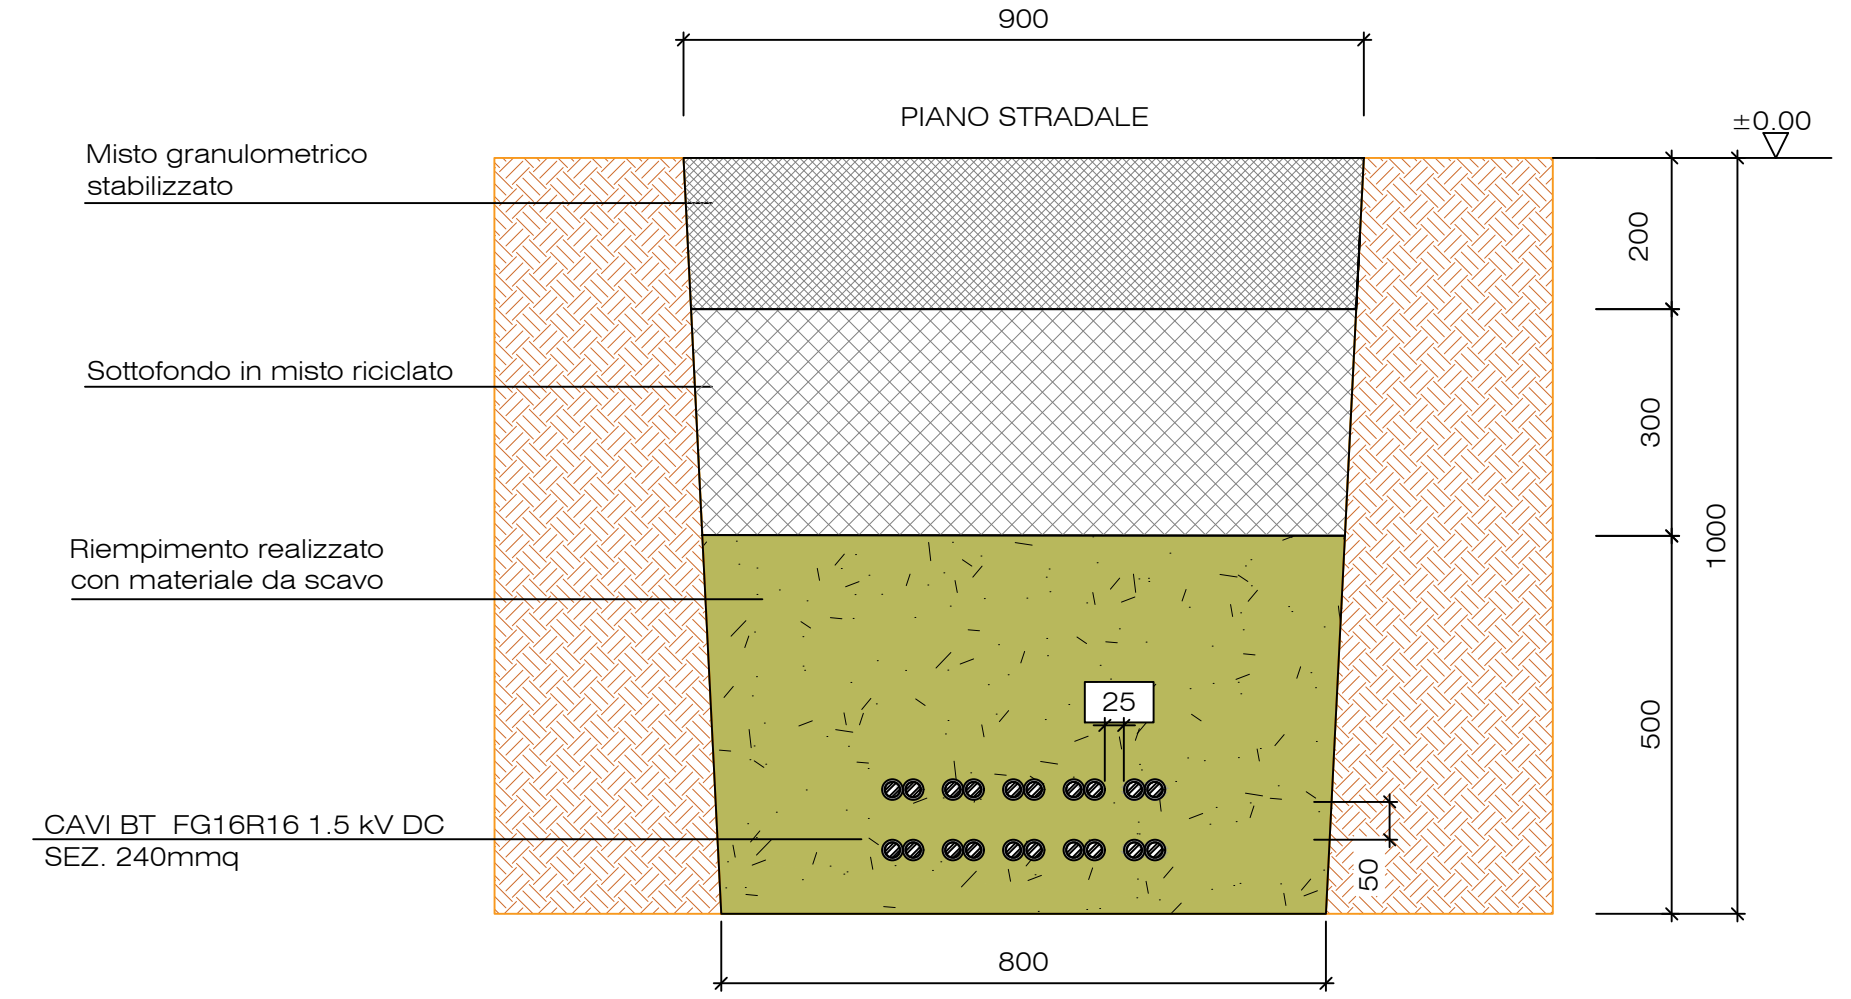 900
PIANO STRADALE
±0.00
Misto granulometrico
stabilizzato
200
Sottofondo in misto riciclato
300
1000
Riempimento realizzato
con materiale da scavo
25
500
CAVI BT  FG16R16 1.5 kV DC
SEZ. 240mmq
50
800